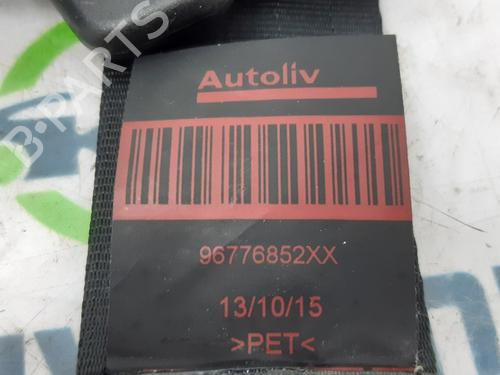 Autoliv
96776852XX
13/10/15
>PET<
B-PARTS